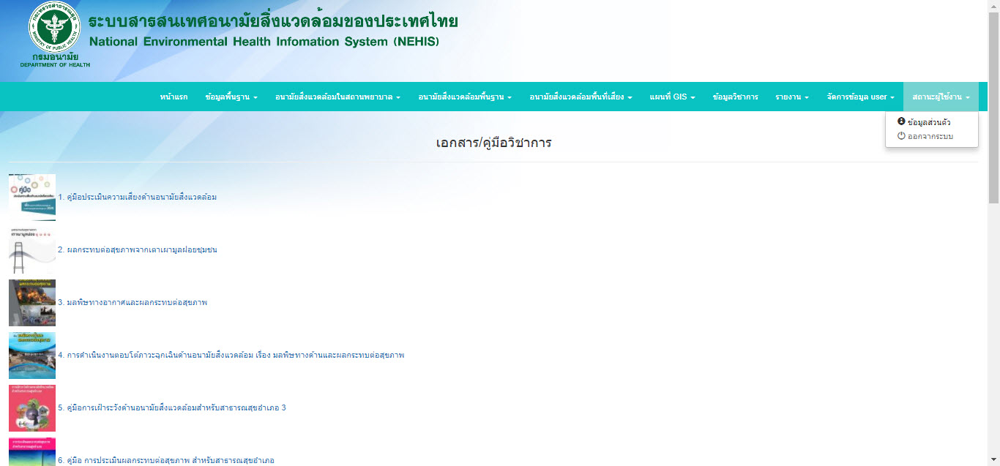 ระบบสารสนเทศอนามัยสิ่งแวดล้อมของประเทศไทย
National Environmental Health Infomation System (NEHIS)
กระทรวงสาธารณสุข
MINISTRY OF PUBLIC HEALTH
กรมอนามัย
DEPARTMENT OF HEALTH
หน้าแรก ข้อมูลพื้นฐาน อนามัยสิ่งแวดล้อมในสถานพยาบาล อนามัยสิ่งแวดล้อมพื้นฐาน อนามัยสิ่งแวดล้อมพื้นที่เสี่ยง แผนที่ GIS ข้อมูลวิชาการ รายงาน จัดการข้อมูล user สถานะผู้ใช้งาน
ข้อมูลส่วนตัว
ออกจากระบบ
เอกสาร/คู่มือวิชาการ
คู่มือ
1. คู่มือประเมินความเสี่ยงด้านอนามัยสิ่งแวดล้อม
2. ผลกระทบต่อสุขภาพจากเตาเผามูลฝอยชุมชน
3. มลพิษทางอากาศและผลกระทบต่อสุขภาพ
4. การดำเนินงานตอบโต้ภาวะฉุกเฉินด้านอนามัยสิ่งแวดล้อม เรื่อง มลพิษทางด้านและผลกระทบต่อสุขภาพ
5. คู่มือการเฝ้าระวังด้านอนามัยสิ่งแวดล้อมสำหรับสาธารณสุขอำเภอ 3
6. คู่มือ การประเมินผลกระทบต่อสุขภาพ สำหรับสาธารณสุขอำเภอ